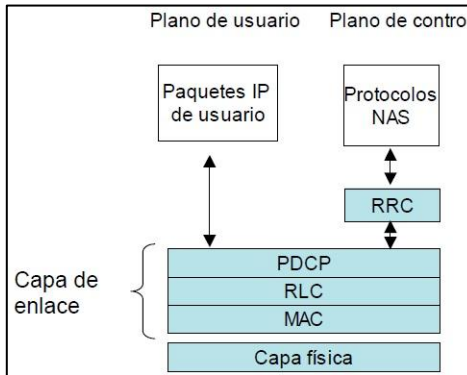 Plano de usuario
Plano de contro
Paquetes IP
de usuario
Protocolos
NAS
RRC
PDCP
Capa de
enlace
RLC
MAC
Capa física